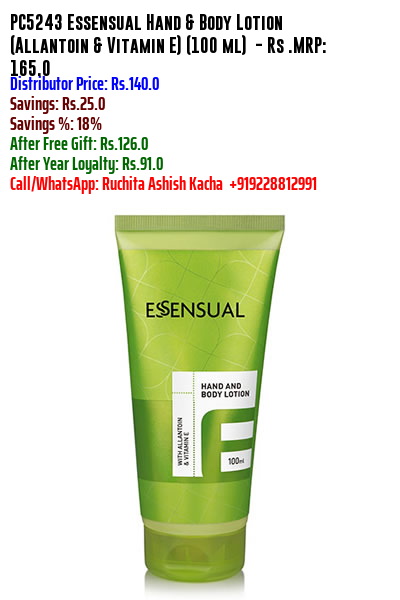 PC5243 Essensual Hand & Body Lotion
(Allantoin & Vitamin E) (100 ml) - Rs .MRP:
165.0
Distributor Price: Rs.140.0
Savings: Rs.25.0
Savings %: 18%
After Free Gift: Rs.126.0
After Year Loyalty: Rs.91.0
Call/WhatsApp: Ruchita Ashish Kacha +919228812991
ESSENSUAL
HAND AND
BODY LOTION
WITH ALLANTOIN
& VITAMIN E
100ml